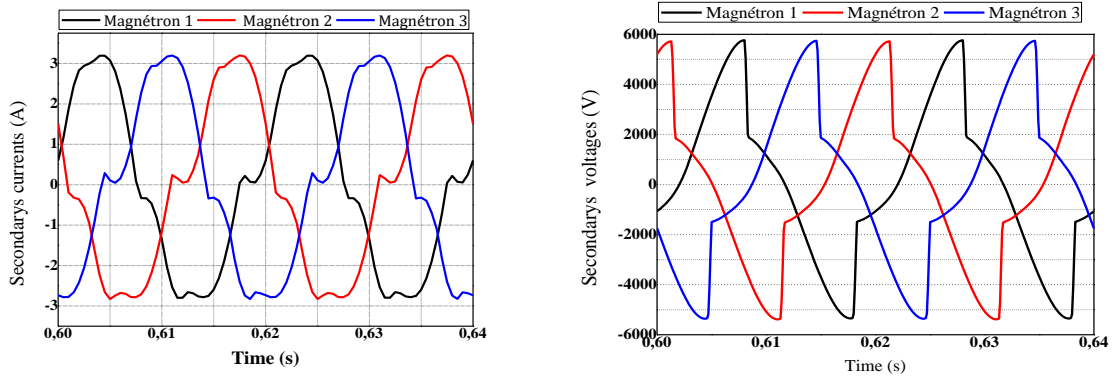 Magnétron 1 Magnétron 2 Magnétron 3
Secondarys currents (A)
3
2
1
0
-1
-2
-3
0,60 0,61 0,62 0,63 0,64
Time (s)
Magnétron 1 Magnétron 2 Magnétron 3
Secondarys voltages (V)
6000
4000
2000
0
-2000
-4000
-6000
0,60 0,61 0,62 0,63 0,64
Time (s)